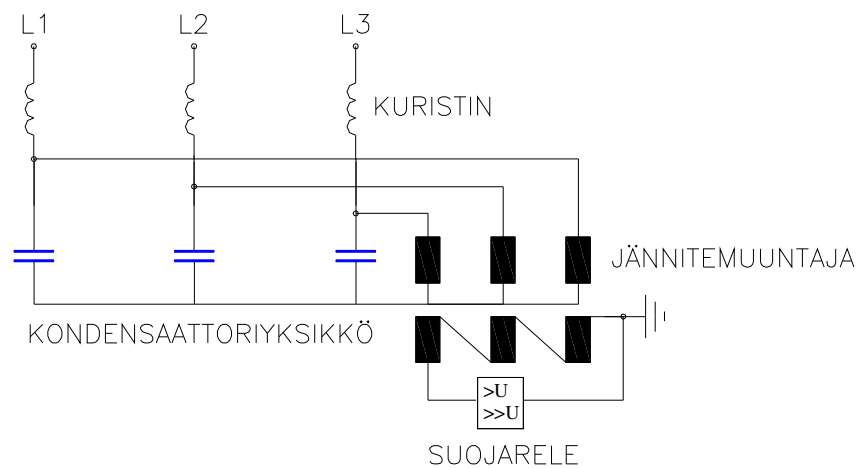 L1 L2 L3
KURISTIN
JÄNNITEMUUNTAJA
KONDENSAATTORIYKSIKKÖ
>U
>>U
SUOJARELE